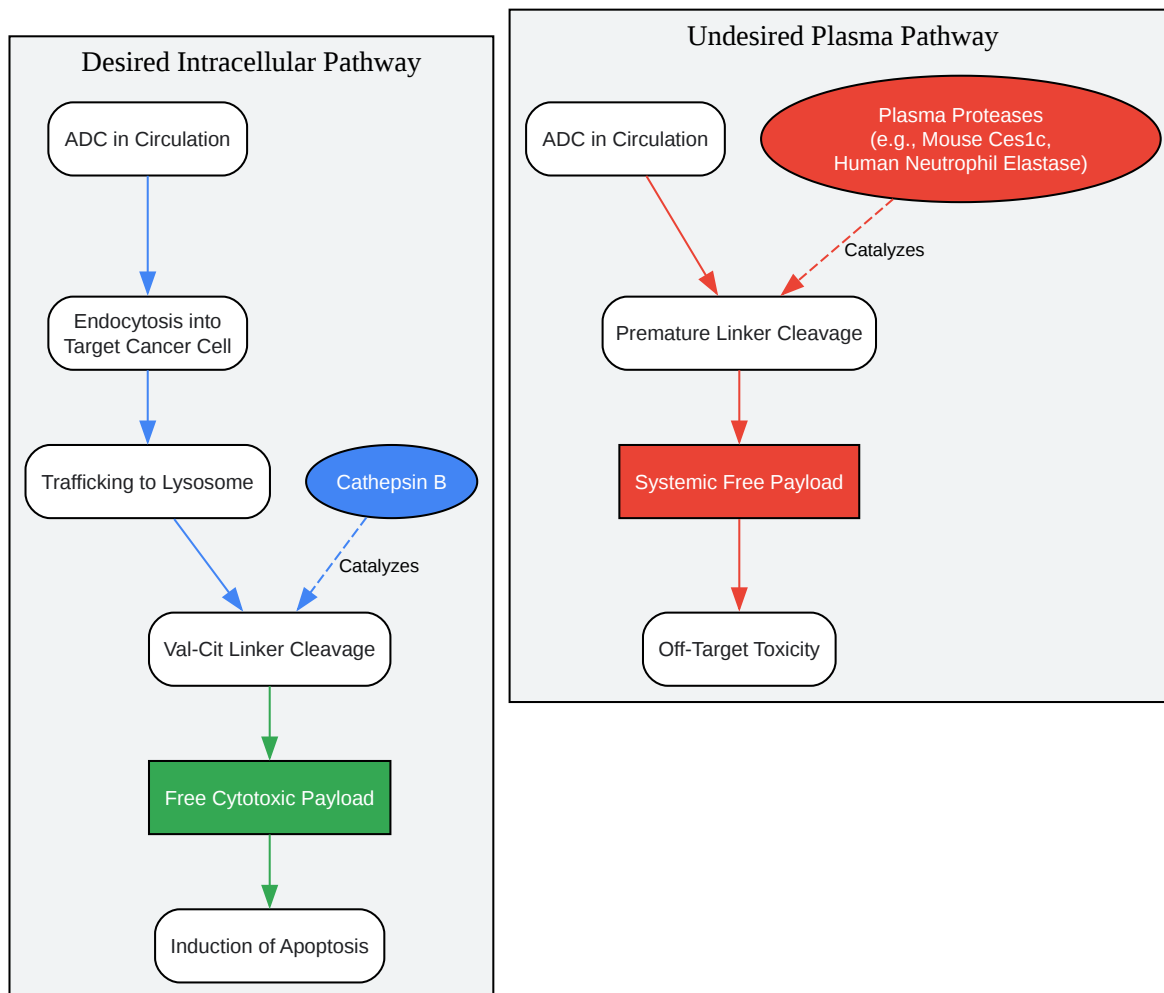 Desired Intracellular Pathway
ADC in Circulation
Endocytosis into
Target Cancer Cell
Trafficking to Lysosome
Cathepsin B
Catalyzes
Val-Cit Linker Cleavage
Free Cytotoxic Payload
Induction of Apoptosis
Undesired Plasma Pathway
ADC in Circulation
Plasma Proteases
(e.g., Mouse Ces1c,
Human Neutrophil Elastase)
Catalyzes
Premature Linker Cleavage
Systemic Free Payload
Off-Target Toxicity